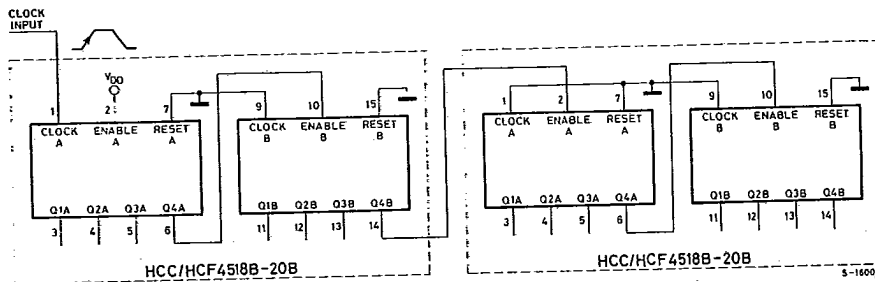 CLOCK
INPUT
VDD
1 2 7 9 10 15 1 2 7 9 10 15
CLOCK A ENABLE A RESET A
CLOCK B ENABLE B RESET B
CLOCK A ENABLE A RESET A
CLOCK B ENABLE B RESET B
Q1A Q2A Q3A Q4A
Q1B Q2B Q3B Q4B
Q1A Q2A Q3A Q4A
Q1B Q2B Q3B Q4B
3 4 5 6 11 12 13 14 3 4 5 6 11 12 13 14
HCC/HCF4518B-20B
HCC/HCF4518B-20B
S-1600